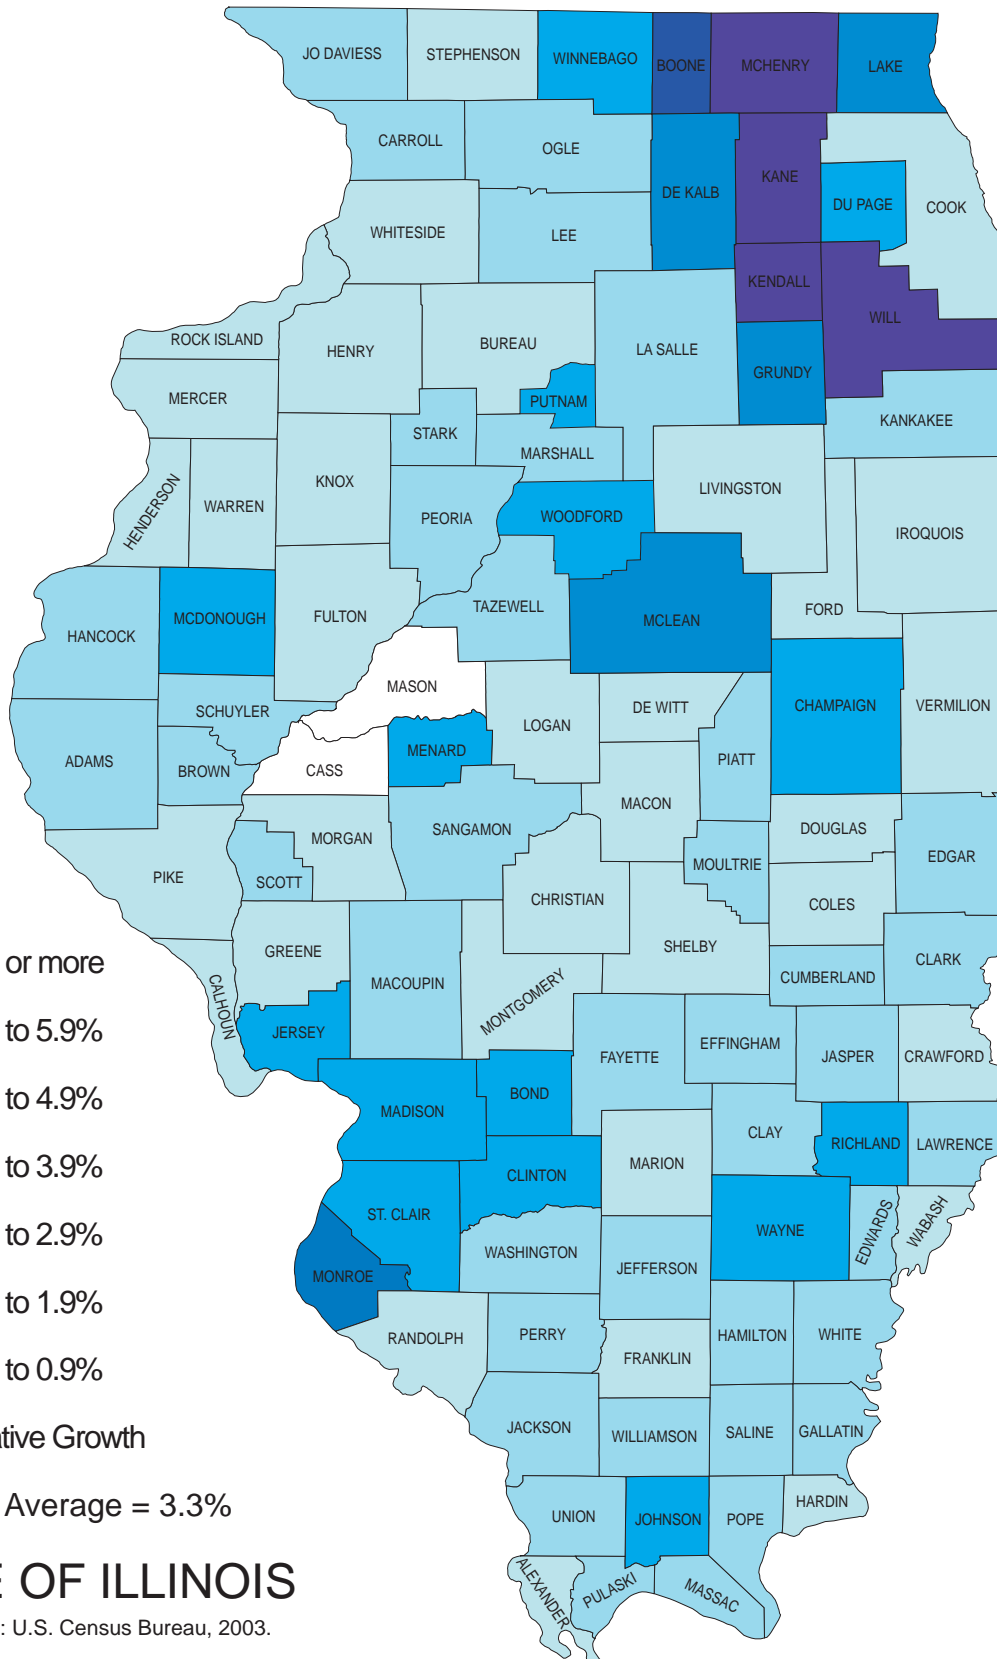 JO DAVIESS
STEPHENSON
WINNEBAGO
BOONE
MCHENRY
LAKE
CARROLL
OGLE
DE KALB
KANE
DU PAGE
COOK
WHITESIDE
LEE
KENDALL
WILL
ROCK ISLAND
HENRY
BUREAU
LA SALLE
GRUNDY
MERCER
PUTNAM
KANKAKEE
STARK
MARSHALL
HENDERSON
WARREN
KNOX
PEORIA
WOODFORD
LIVINGSTON
IROQUOIS
HANCOCK
MCDONOUGH
FULTON
TAZEWELL
MCLEAN
FORD
MASON
SCHUYLER
LOGAN
DE WITT
CHAMPAIGN
VERMILION
ADAMS
BROWN
CASS
MENARD
PIATT
MACON
SANGAMON
MORGAN
DOUGLAS
EDGAR
PIKE
SCOTT
MOULTRIE
CHRISTIAN
COLES
GREENE
SHELBY
or more
CALHOUN
MACOUPIN
MONTGOMERY
CUMBERLAND
CLARK
to 5.9%
JERSEY
FAYETTE
EFFINGHAM
JASPER
CRAWFORD
to 4.9%
MADISON
BOND
CLAY
RICHLAND
LAWRENCE
to 3.9%
CLINTON
MARION
ST. CLAIR
WAYNE
EDWARDS
WABASH
to 2.9%
WASHINGTON
JEFFERSON
MONROE
to 1.9%
RANDOLPH
PERRY
FRANKLIN
HAMILTON
WHITE
to 0.9%
JACKSON
WILLIAMSON
SALINE
GALLATIN
ative Growth
Average = 3.3%
UNION
JOHNSON
POPE
HARDIN
ALEXANDER
PULASKI
MASSAC
E OF ILLINOIS
: U.S. Census Bureau, 2003.